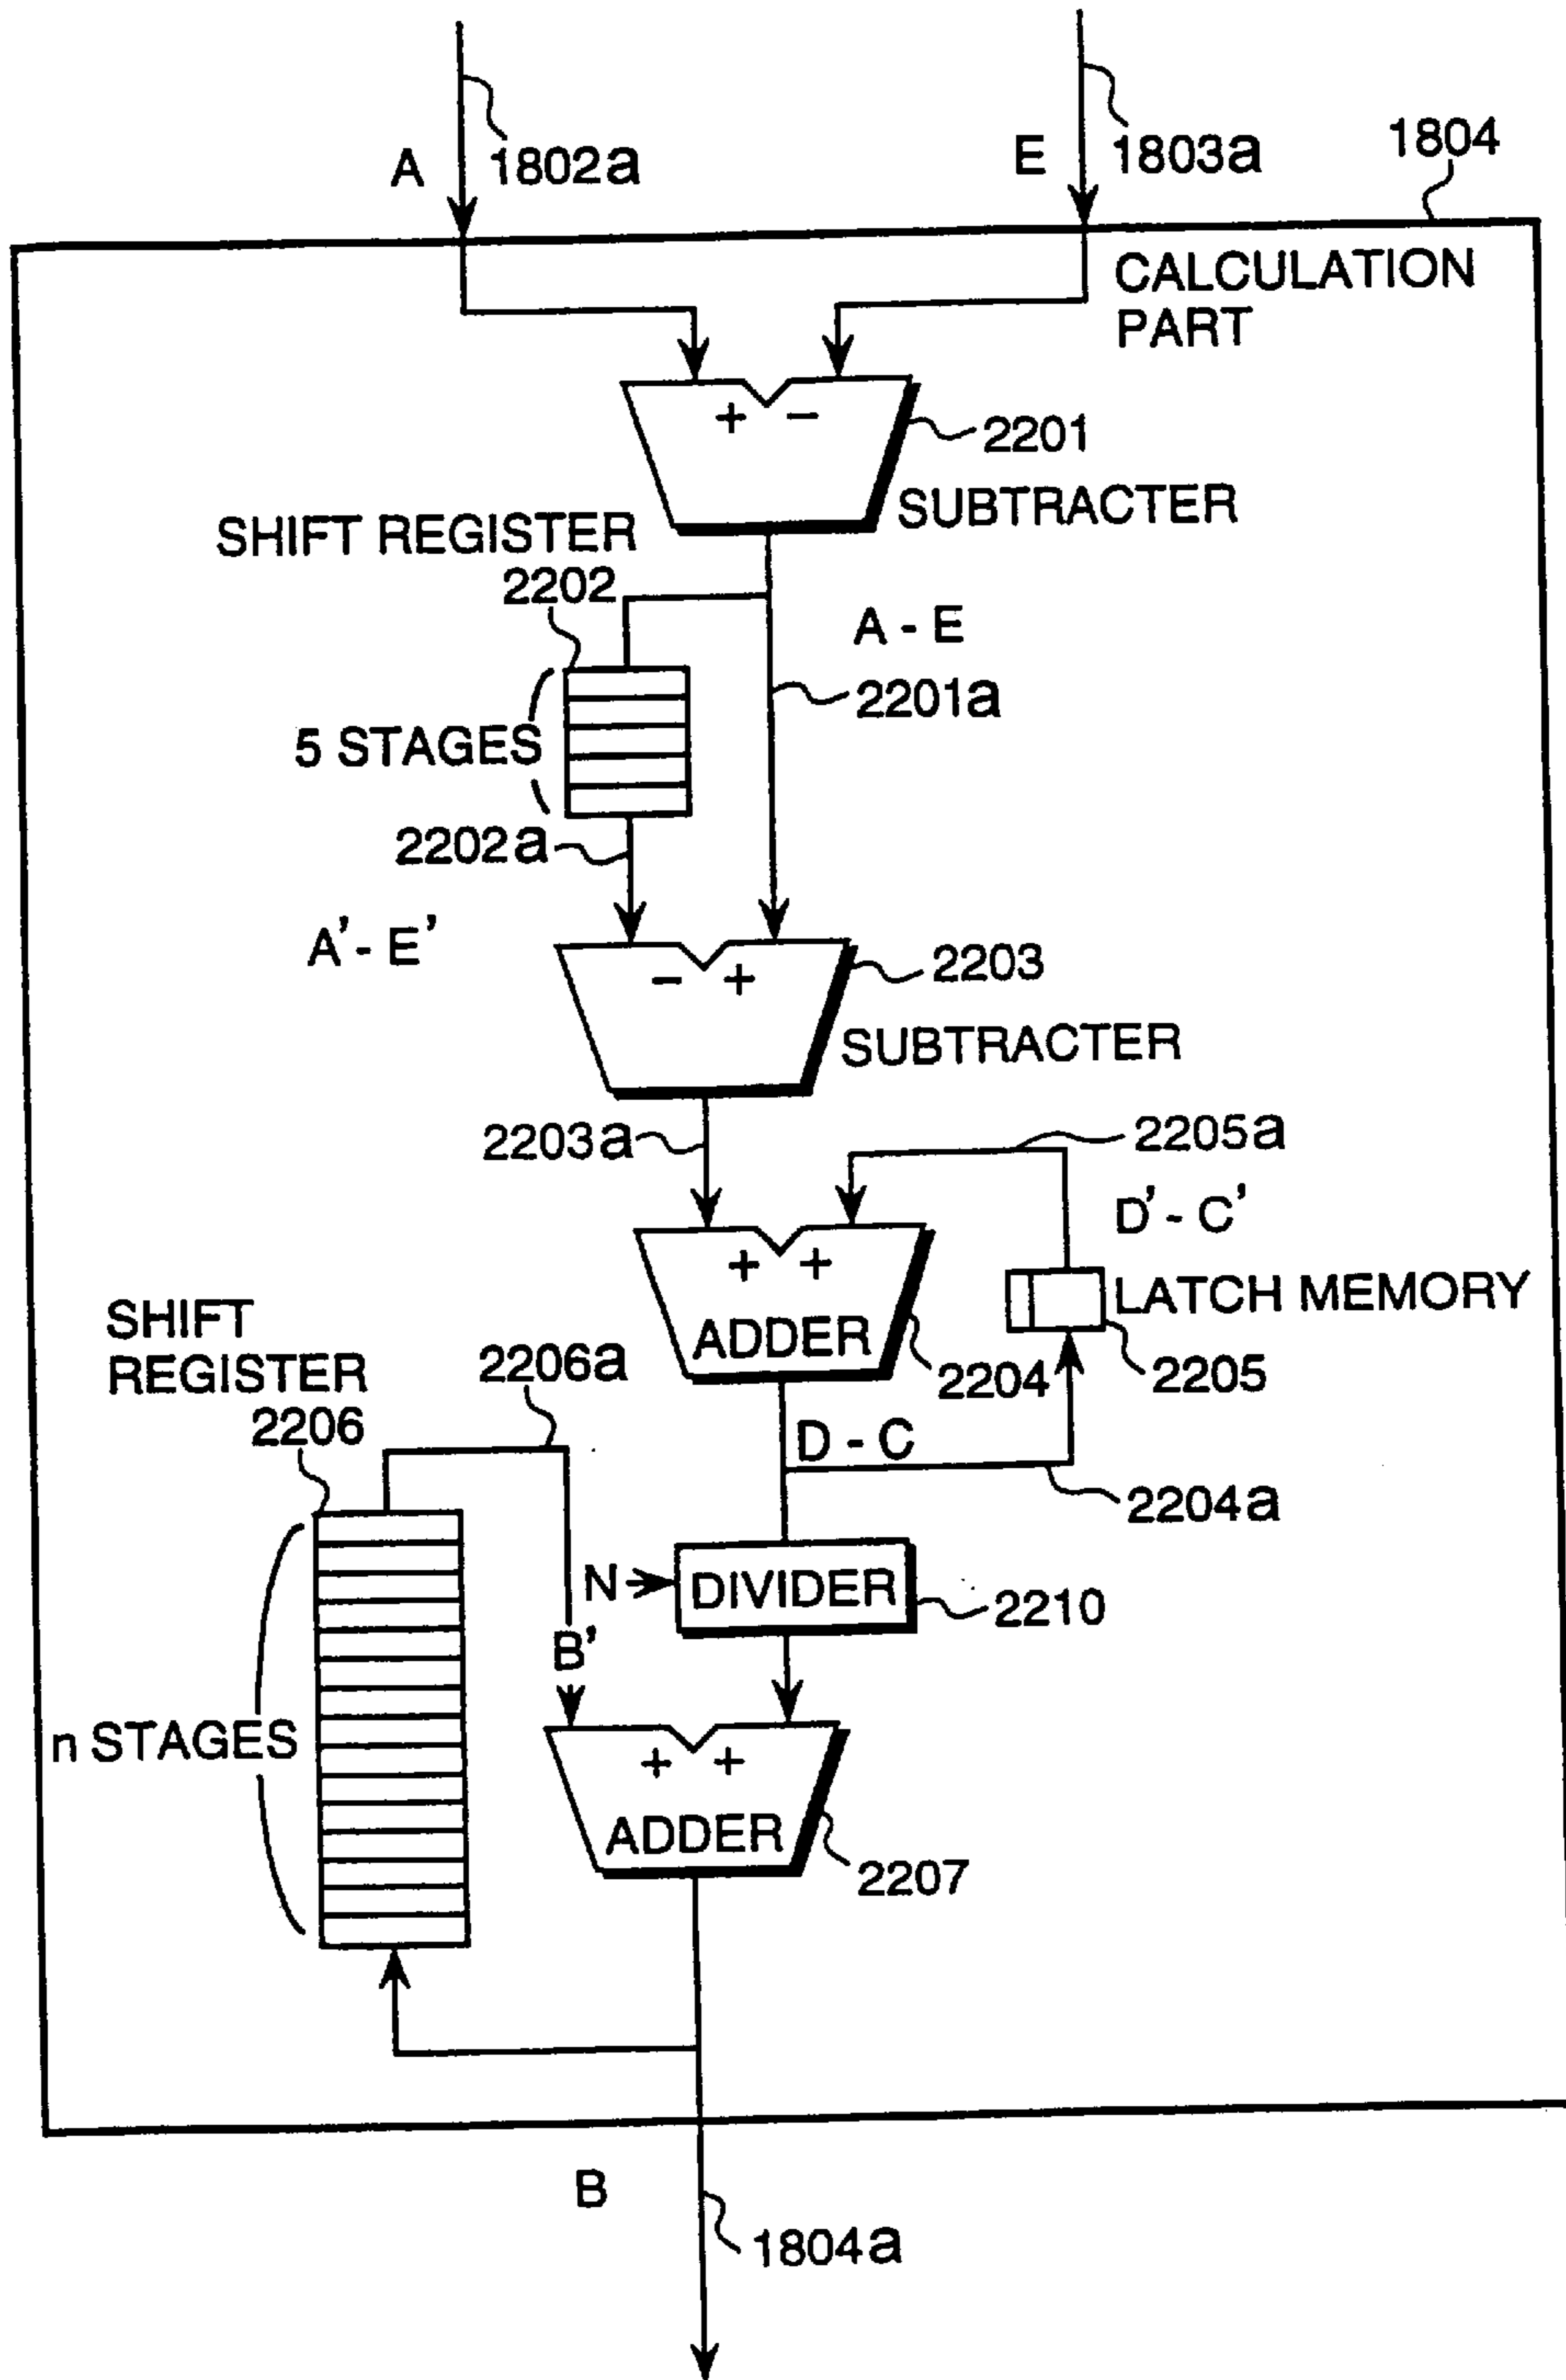 A
1802a
E
1803a
1804
CALCULATION
PART
+ −
2201
SUBTRACTER
SHIFT REGISTER
2202
A - E
2201a
5 STAGES
2202a
A' - E'
− +
2203
SUBTRACTER
2203a
2205a
D' - C'
+ +
LATCH MEMORY
ADDER
2204
2205
SHIFT
REGISTER
2206
2206a
D - C
2204a
N
DIVIDER
2210
B'
n STAGES
+ +
ADDER
2207
B
1804a